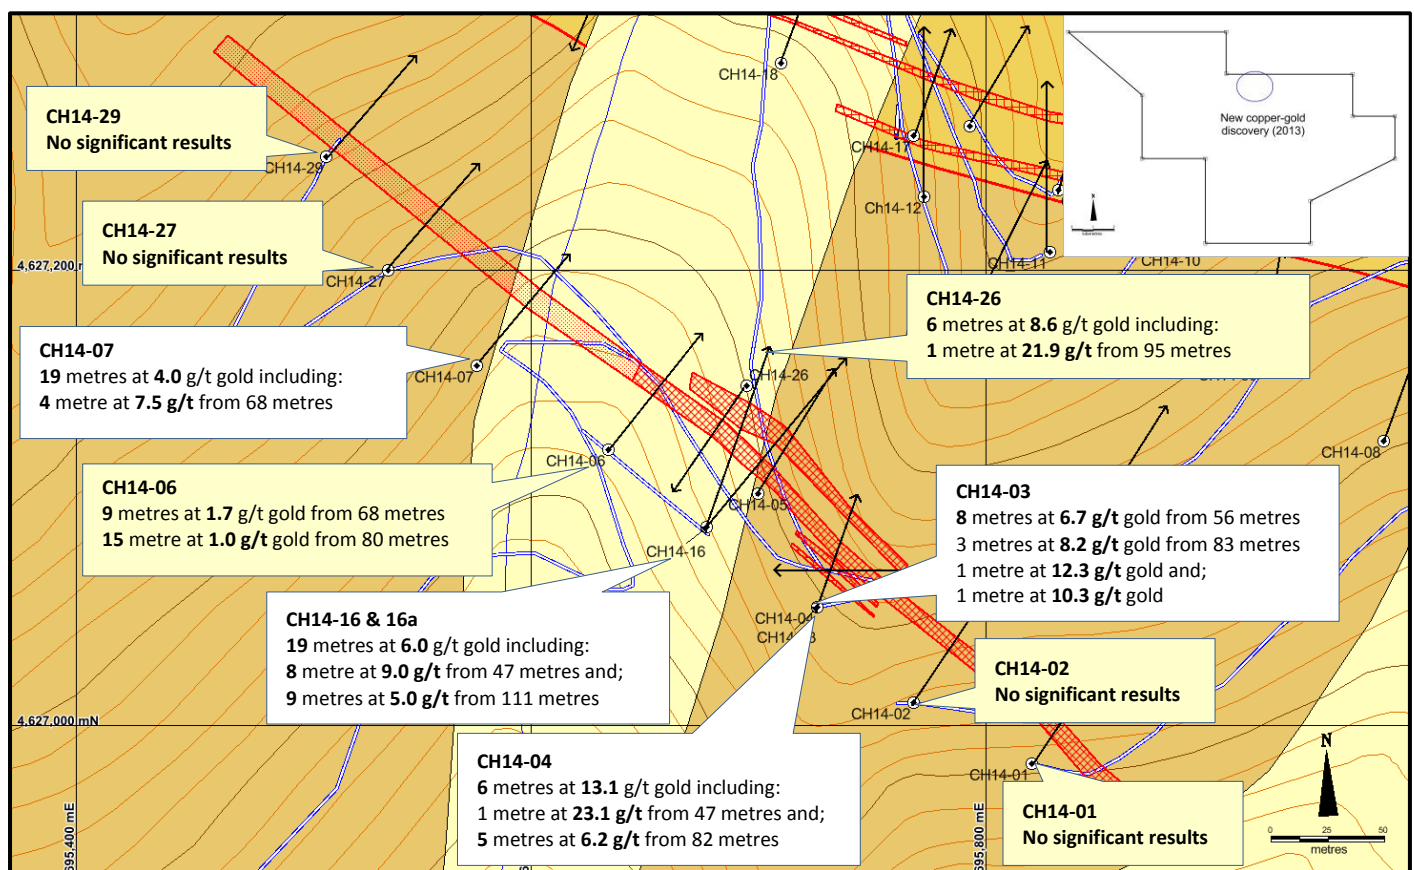 CH14-18
New copper-gold
discovery (2013)
N
CH14-29
No significant results
CH14-29
CH14-17
Ch14-12
CH14-27
No significant results
CH14-27
4,627,200
CH14-11
CH14-10
CH14-26
6 metres at 8.6 g/t gold including:
1 metre at 21.9 g/t from 95 metres
CH14-07
19 metres at 4.0 g/t gold including:
4 metre at 7.5 g/t from 68 metres
CH14-07
CH14-26
CH14-08
CH14-06
CH14-06
9 metres at 1.7 g/t gold from 68 metres
15 metre at 1.0 g/t gold from 80 metres
CH14-05
CH14-03
8 metres at 6.7 g/t gold from 56 metres
3 metres at 8.2 g/t gold from 83 metres
1 metre at 12.3 g/t gold and;
1 metre at 10.3 g/t gold
CH14-16
CH14-16 & 16a
19 metres at 6.0 g/t gold including:
8 metre at 9.0 g/t from 47 metres and;
9 metres at 5.0 g/t from 111 metres
CH14-04
CH14-02
No significant results
CH14-02
4,627,000 mN
CH14-04
6 metres at 13.1 g/t gold including:
1 metre at 23.1 g/t from 47 metres and;
5 metres at 6.2 g/t from 82 metres
CH14-01
CH14-01
No significant results
N
0 25 50
metres
695,400 mE
695,800 mE